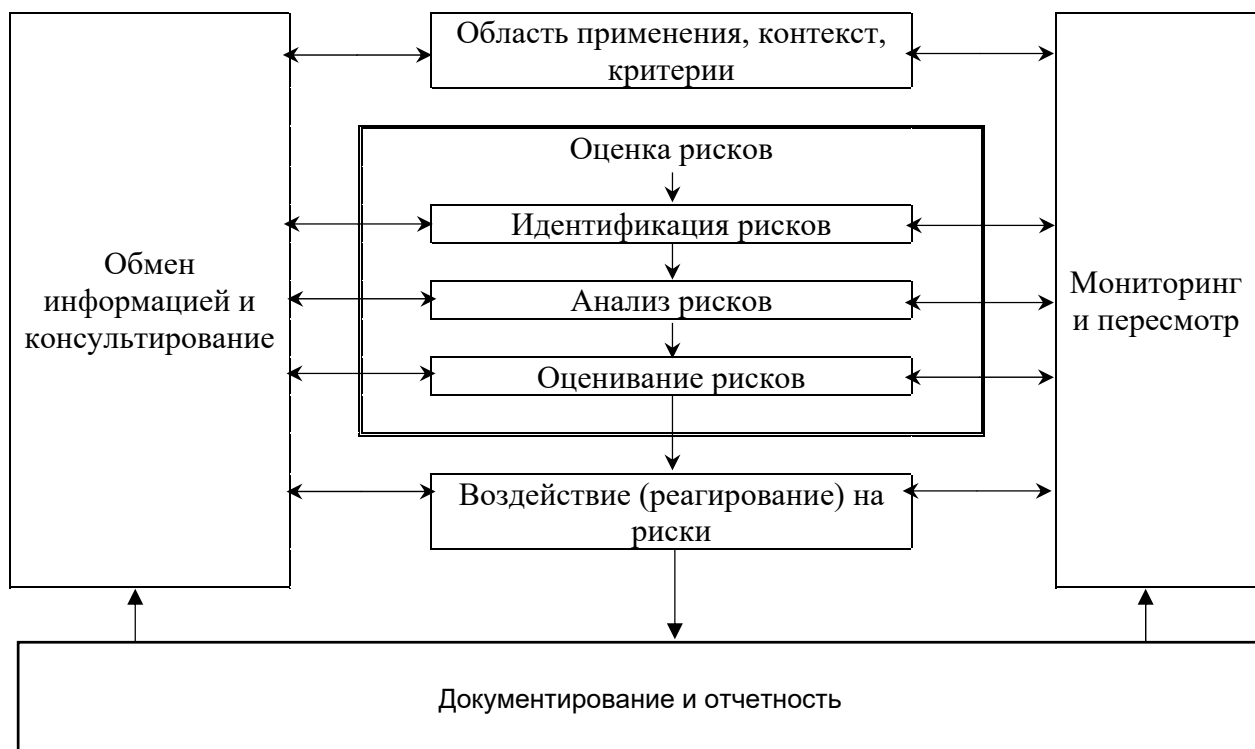 Область применения, контекст,
критерии
Оценка рисков
Идентификация рисков
Анализ рисков
Оценивание рисков
Воздействие (реагирование) на
риски
Обмен
информацией и
консультирование
Мониторинг
и пересмотр
Документирование и отчетность